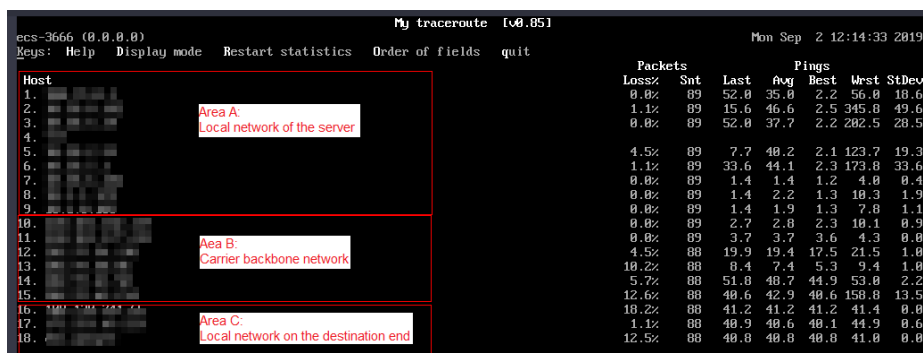 My traceroute [v0.85]
ecs-3666 (0.0.0.0) Mon Sep 2 12:14:33 2019
Keys: Help Display mode Restart statistics Order of fields quit
Packets Pings
Host Loss% Snt Last Avg Best Wrst StDev
1. 0.0% 89 52.0 35.0 2.2 56.0 18.6
2. 1.1% 89 15.6 46.6 2.5 345.8 49.6
Area A:
3. 0.0% 89 52.0 37.7 2.2 202.5 28.5
Local network of the server
4.
5. 4.5% 89 7.7 40.2 2.1 123.7 19.3
6. 1.1% 89 33.6 44.1 2.3 173.8 33.6
7. 0.0% 89 1.4 1.4 1.2 4.0 0.4
8. 0.0% 89 1.4 2.2 1.3 10.3 1.9
9. 0.0% 89 1.4 1.9 1.3 7.8 1.1
10. 0.0% 89 2.7 2.8 2.3 10.1 0.9
11. 0.0% 89 3.7 3.7 3.6 4.3 0.0
Aea B:
12. 4.5% 88 19.9 19.4 17.5 21.5 1.0
Carrier backbone network
13. 10.2% 88 8.4 7.4 5.3 9.4 1.0
14. 5.7% 88 51.8 48.7 44.9 53.0 2.2
15. 12.6% 88 40.6 42.9 40.6 158.8 13.5
16. 18.2% 88 41.2 41.2 41.2 41.4 0.0
Area C:
17. 1.1% 88 40.9 40.6 40.1 44.9 0.6
Local network on the destination end
18. 12.5% 88 40.8 40.8 40.8 41.0 0.0